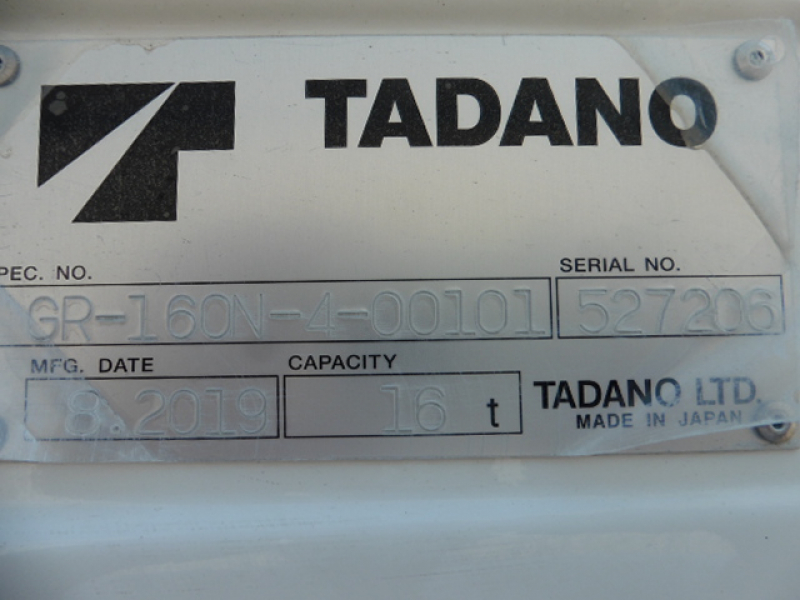 TADANO
PEC. NO.
SERIAL NO.
GR-160N-4-00101
527206
MFG. DATE
CAPACITY
8.2019
16 t
TADANO LTD.
MADE IN JAPAN